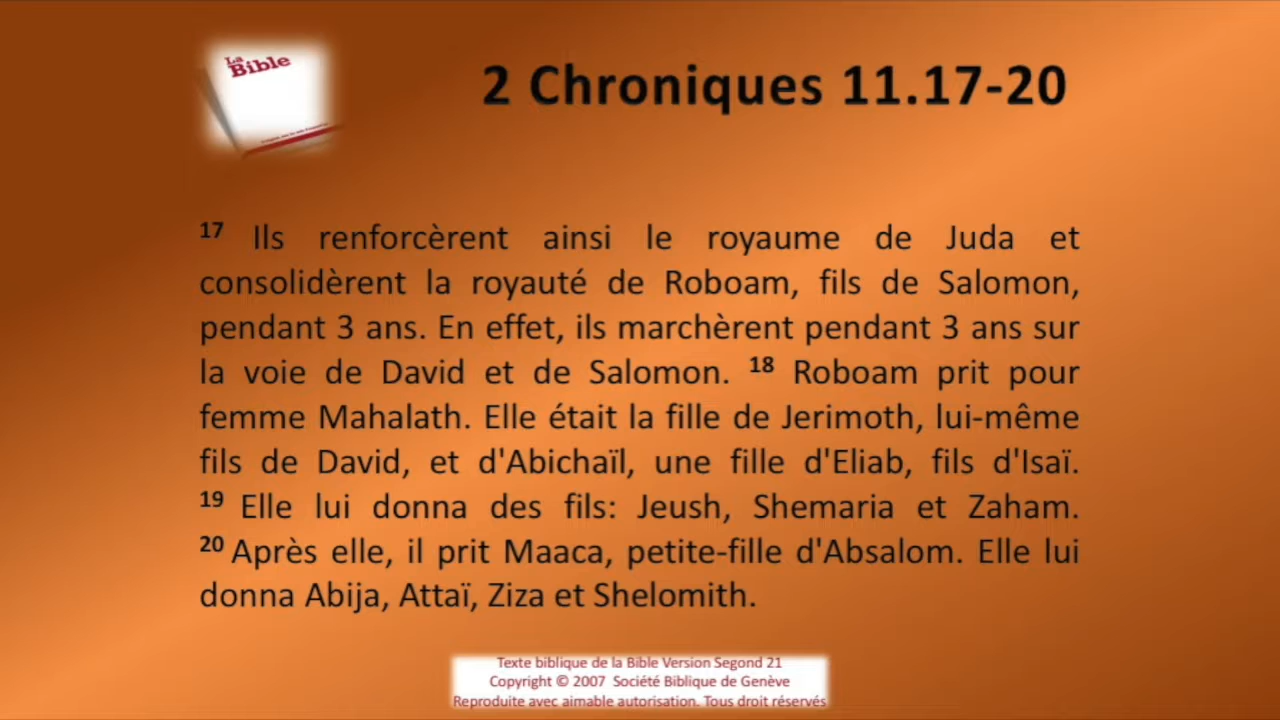 La
Bible
2 Chroniques 11.17-20
17 Ils renforcèrent ainsi le royaume de Juda et
consolidèrent la royauté de Roboam, fils de Salomon,
pendant 3 ans. En effet, ils marchèrent pendant 3 ans sur
la voie de David et de Salomon. 18 Roboam prit pour
femme Mahalath. Elle était la fille de Jerimoth, lui-même
fils de David, et d'Abichaïl, une fille d'Eliab, fils d'Isaï.
19 Elle lui donna des fils: Jeush, Shemaria et Zaham.
20 Après elle, il prit Maaca, petite-fille d'Absalom. Elle lui
donna Abija, Attaï, Ziza et Shelomith.
Texte biblique de la Bible Version Segond 21
Copyright © 2007 Société Biblique de Genève
Reproduite avec aimable autorisation. Tous droit réservés